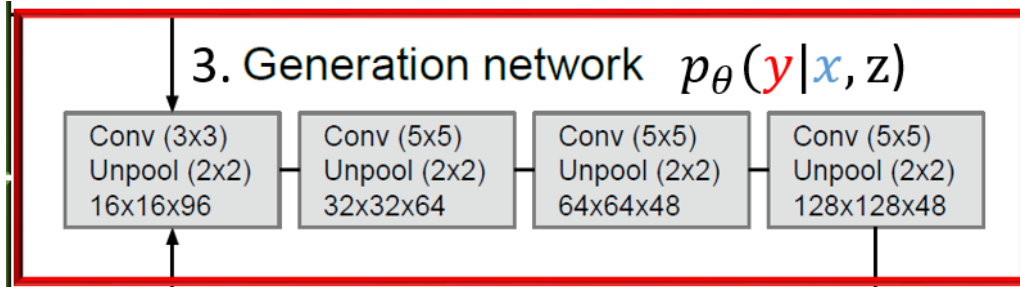 3. Generation network p_θ(y|x, z)
Conv (3x3)
Unpool (2x2)
16x16x96
Conv (5x5)
Unpool (2x2)
32x32x64
Conv (5x5)
Unpool (2x2)
64x64x48
Conv (5x5)
Unpool (2x2)
128x128x48